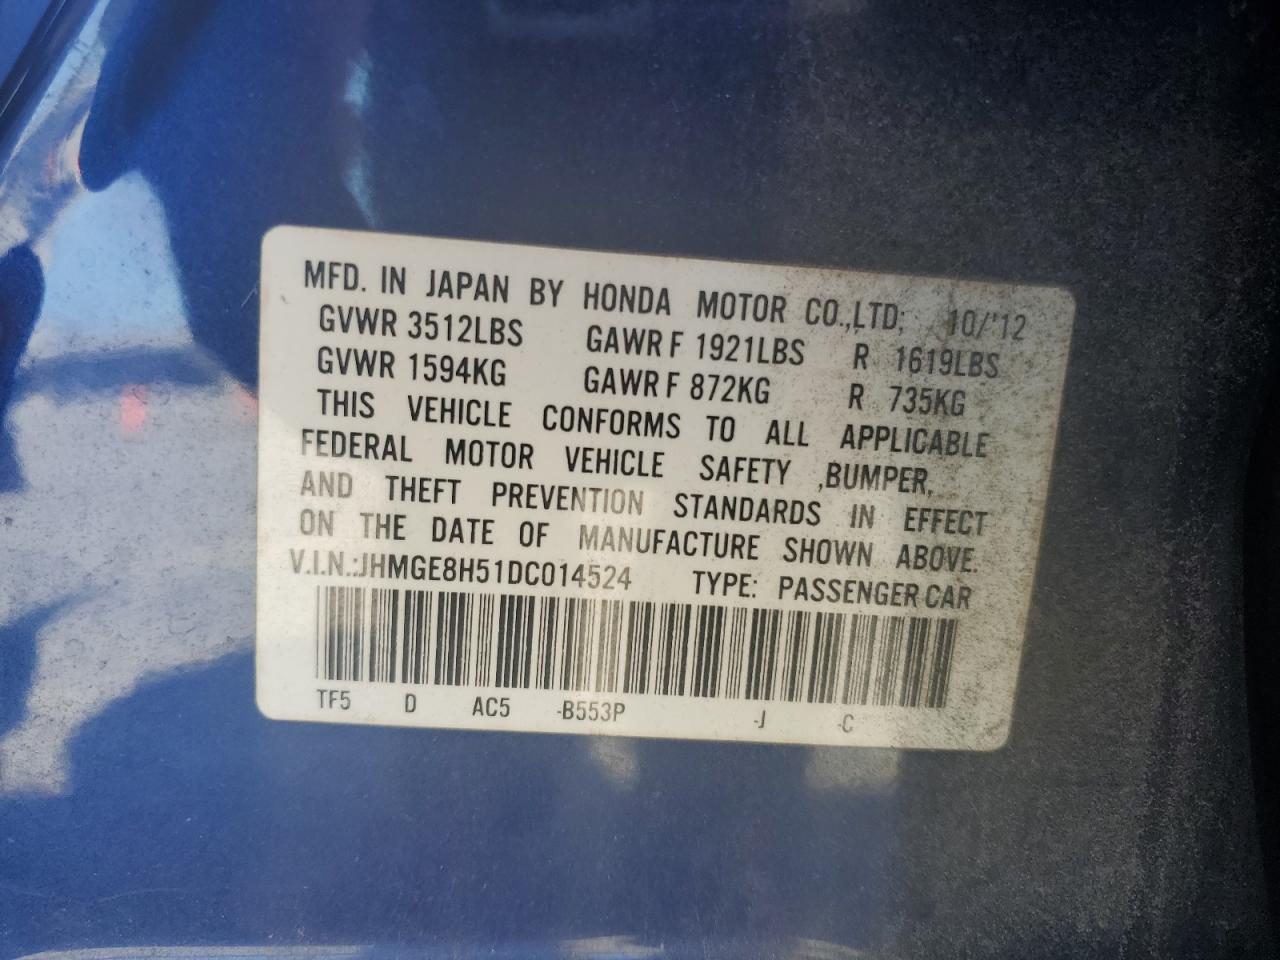 MFD. IN JAPAN BY HONDA MOTOR CO.,LTD; 10/'12
GVWR 3512LBS GAWR F 1921LBS R 1619LBS
GVWR 1594KG GAWR F 872KG R 735KG
THIS VEHICLE CONFORMS TO ALL APPLICABLE
FEDERAL MOTOR VEHICLE SAFETY ,BUMPER,
AND THEFT PREVENTION STANDARDS IN EFFECT
ON THE DATE OF MANUFACTURE SHOWN ABOVE.
V.I.N.:JHMGE8H51DC014524 TYPE: PASSENGER CAR
TF5 D AC5 -B553P -J -C